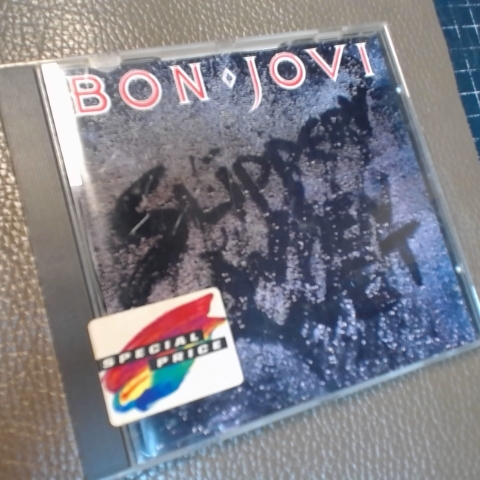 BON JOVI
SLIPPERY
WHEN
WET
SPECIAL
PRICE